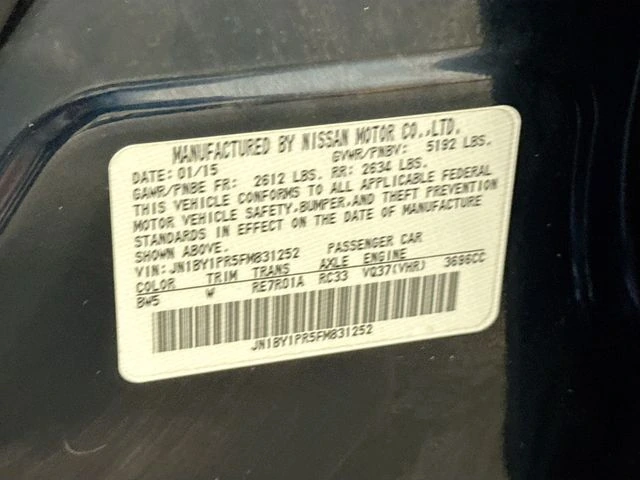 MANUFACTURED BY NISSAN MOTOR CO.,LTD.
DATE: 01/15 GVWR/PNBV: 5192 LBS.
GAWR/PNBE FR: 2612 LBS. RR: 2634 LBS.
THIS VEHICLE CONFORMS TO ALL APPLICABLE FEDERAL
MOTOR VEHICLE SAFETY,BUMPER,AND THEFT PREVENTION
STANDARDS IN EFFECT ON THE DATE OF MANUFACTURE
SHOWN ABOVE.
VIN: JN1BY1PR5FM831252 PASSENGER CAR
COLOR TRIM TRANS AXLE ENGINE
BW5 W RE7R01A RC33 VQ37(VHR) 3696CC
JN1BY1PR5FM831252